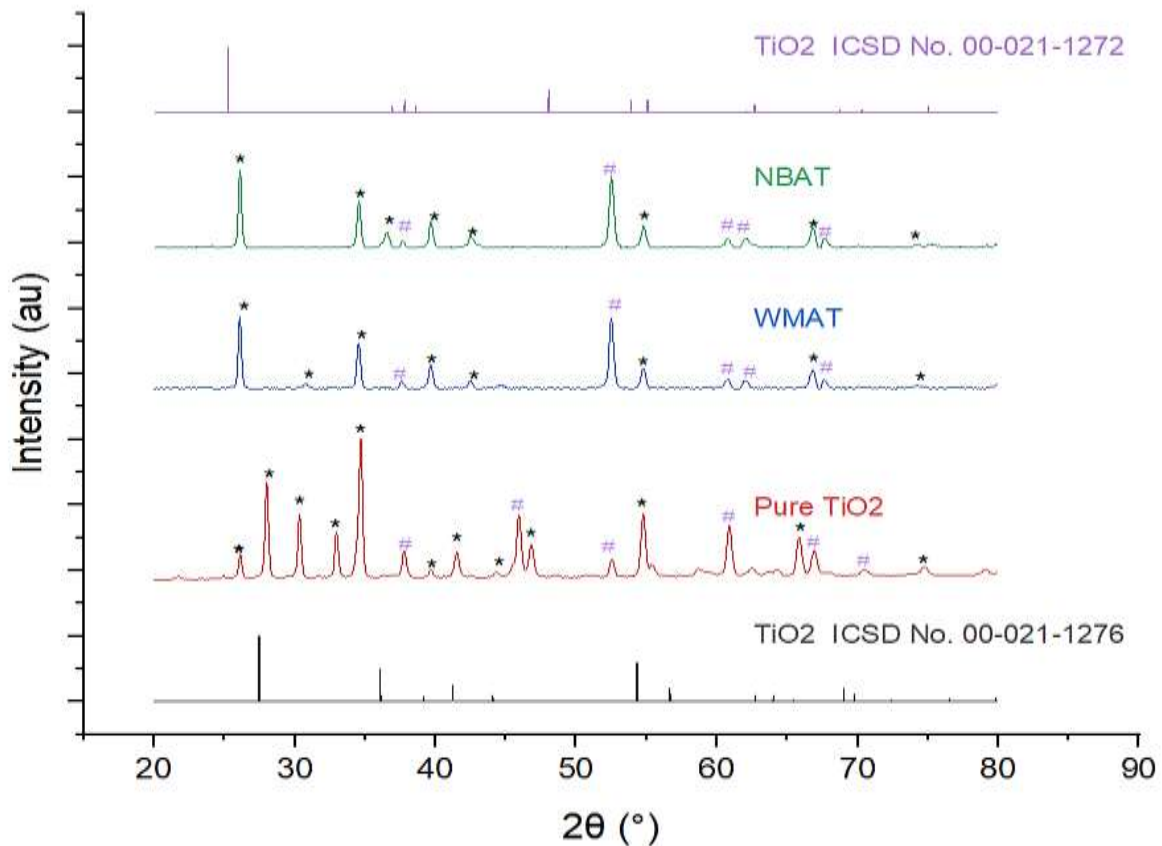 TiO2 ICSD No. 00-021-1272
* # NBAT
* * * # * * * # # * # *
# WMAT
* * * # * * * # # * # *
* Pure TiO2
* * * * # * * * # * # * # * # # *
TiO2 ICSD No. 00-021-1276
Intensity (au)
20 30 40 50 60 70 80 90
2θ (°)